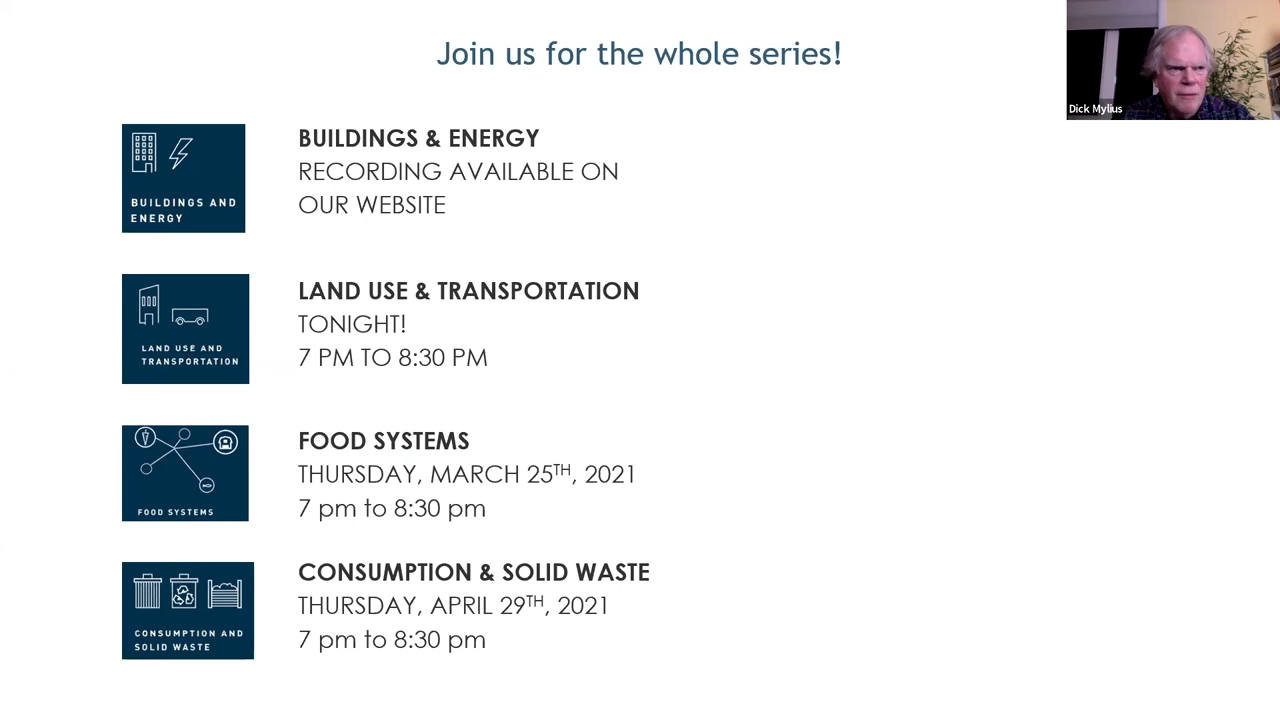 Join us for the whole series!
Dick Mylius
BUILDINGS AND
ENERGY
BUILDINGS & ENERGY
RECORDING AVAILABLE ON
OUR WEBSITE
LAND USE AND
TRANSPORTATION
LAND USE & TRANSPORTATION
TONIGHT!
7 PM TO 8:30 PM
FOOD SYSTEMS
FOOD SYSTEMS
THURSDAY, MARCH 25TH, 2021
7 pm to 8:30 pm
CONSUMPTION AND
SOLID WASTE
CONSUMPTION & SOLID WASTE
THURSDAY, APRIL 29TH, 2021
7 pm to 8:30 pm